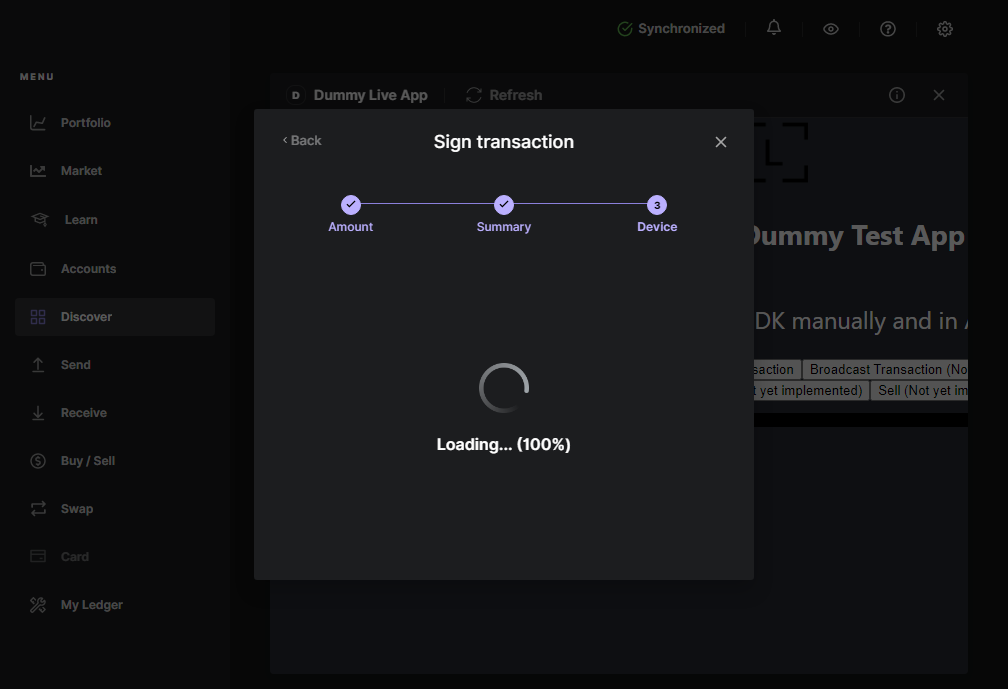 Synchronized
MENU
D Dummy Live App Refresh
Portfolio
Market
Learn
Accounts
Discover
Send
Receive
Buy / Sell
Swap
Card
My Ledger
‹ Back
Sign transaction
3
Amount Summary Device
Loading... (100%)
L
Dummy Test App
DK manually and in
Broadcast Transaction (No
yet implemented) Sell (Not yet im